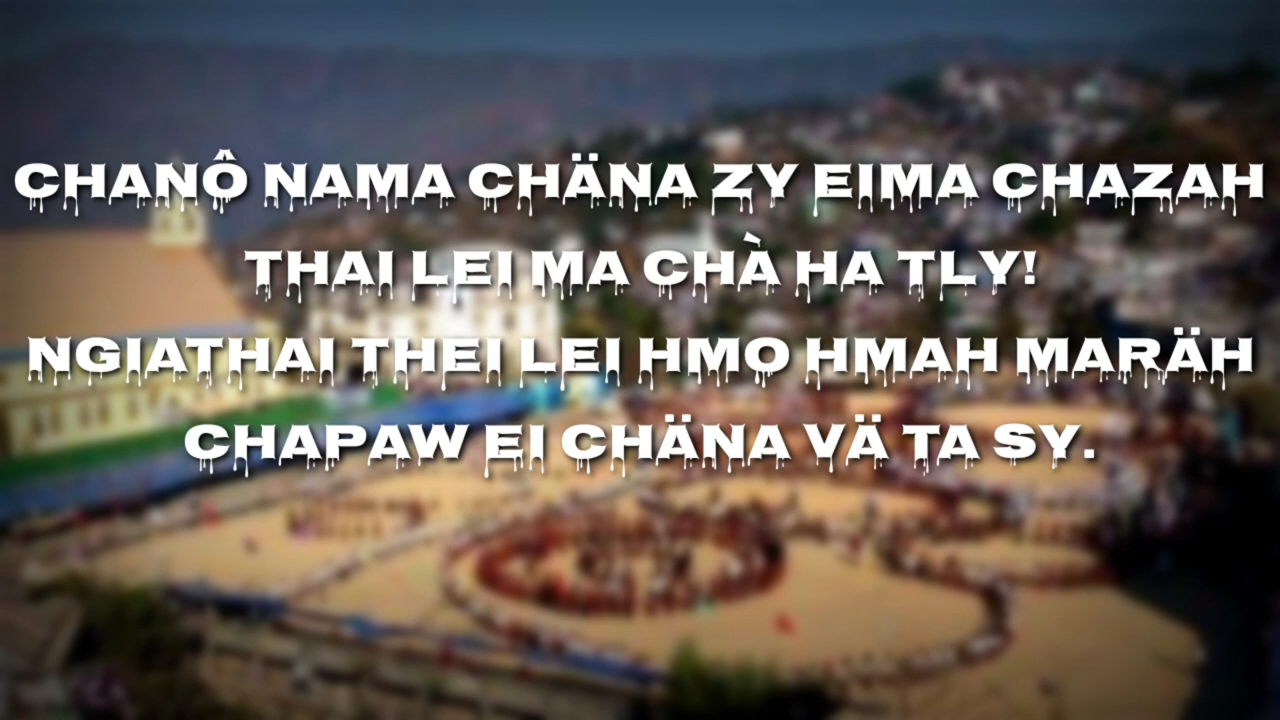 CHANÔ NAMA CHÄNA ZY EIMA CHAZAH
THAI LEI MA CHÀ HA TLY!
NGIATHAI THEI LEI HMO HMAH MARÄH
CHAPAW EI CHÄNA VÄ TA SY.